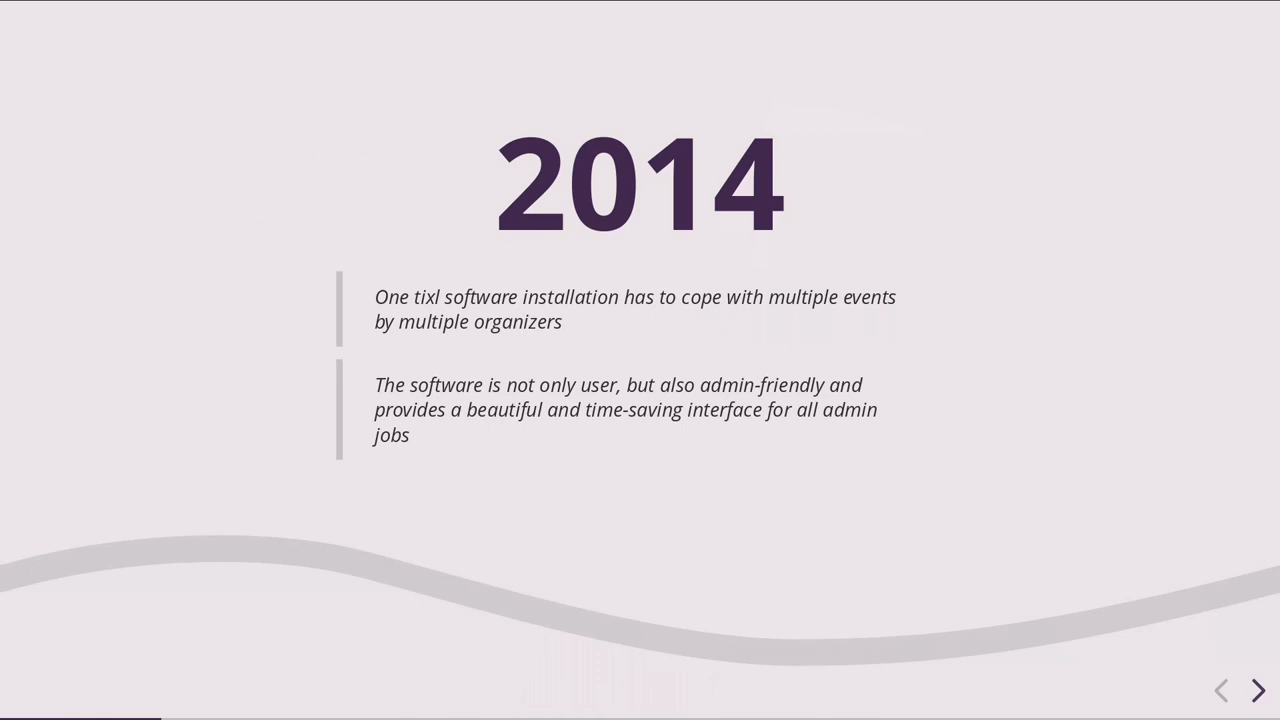 2014
One tixl software installation has to cope with multiple events
by multiple organizers
The software is not only user, but also admin-friendly and
provides a beautiful and time-saving interface for all admin
jobs